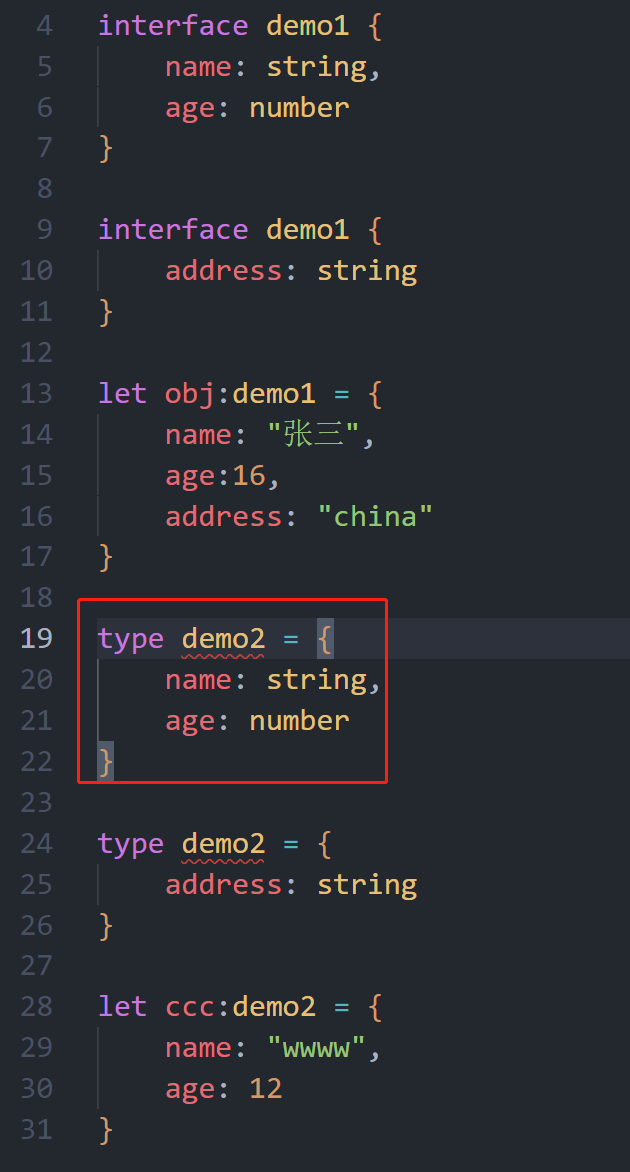 4 interface demo1 {
5 name: string,
6 age: number
7 }
8
9 interface demo1 {
10 address: string
11 }
12
13 let obj:demo1 = {
14 name: "张三",
15 age:16,
16 address: "china"
17 }
18
19 type demo2 = {
20 name: string,
21 age: number
22 }
23
24 type demo2 = {
25 address: string
26 }
27
28 let ccc:demo2 = {
29 name: "wwww",
30 age: 12
31 }